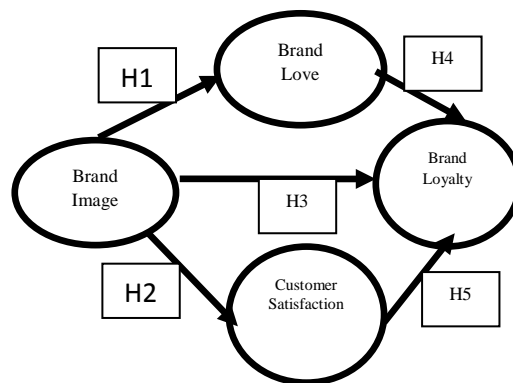 Brand
Love
H1
H4
Brand
Image
Brand
Loyalty
H3
H2
Customer
Satisfaction
H5